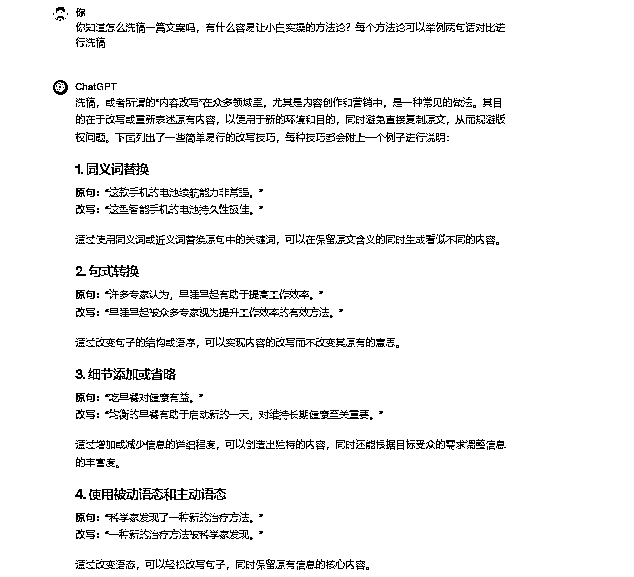 你
你知道怎么洗稿一篇文案吗，有什么容易让小白实操的方法论？每个方法论可以举例两句话对比进
行洗稿
ChatGPT
洗稿，或者所谓的“内容改写”在众多领域里，尤其是内容创作和营销中，是一种常见的做法。其目
的在于改写或重新表述原有内容，以便用于新的环境和目的，同时避免直接复制原文，从而规避版
权问题。下面列出了一些简单易行的改写技巧，每种技巧都会附上一个例子进行说明：
1. 同义词替换
原句：“这款手机的电池续航能力非常强。”
改写：“这型智能手机的电池持久性极佳。”
通过使用同义词或近义词替换原句中的关键词，可以在保留原文含义的同时生成看似不同的内容。
2. 句式转换
原句：“许多专家认为，早睡早起有助于提高工作效率。”
改写：“早睡早起被众多专家视为提升工作效率的有效方法。”
通过改变句子的结构或语序，可以实现内容的改写而不改变其原有的意思。
3. 细节添加或省略
原句：“吃早餐对健康有益。”
改写：“均衡的早餐有助于启动新的一天，对维持长期健康至关重要。”
通过增加或减少信息的详细程度，可以创造出独特的内容，同时还能根据目标受众的需求调整信息
的丰富度。
4. 使用被动语态和主动语态
原句：“科学家发现了一种新的治疗方法。”
改写：“一种新的治疗方法被科学家发现。”
通过改变语态，可以轻松改写句子，同时保留原有信息的核心内容。